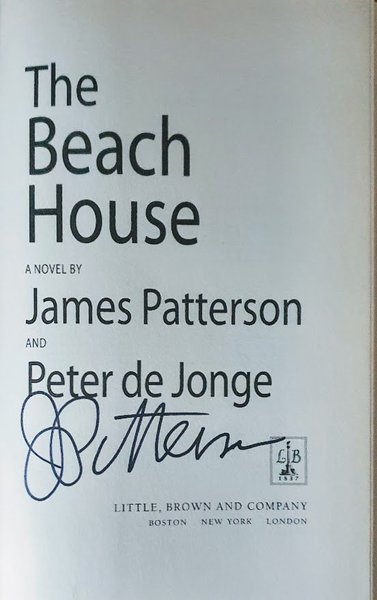 The
Beach
House
A NOVEL BY
James Patterson
AND
Peter de Jonge
JPatterson
L B
1837
LITTLE, BROWN AND COMPANY
BOSTON NEW YORK LONDON